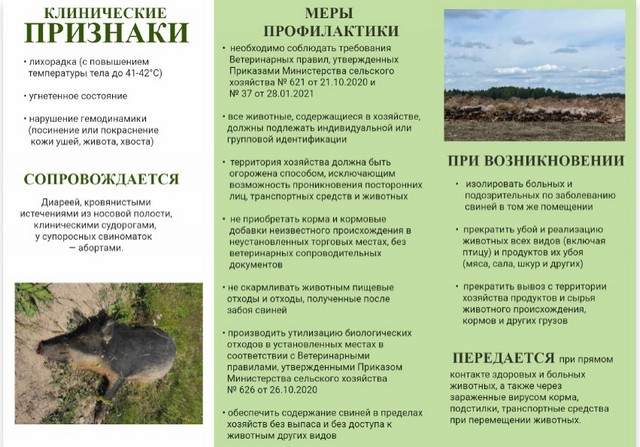 КЛИНИЧЕСКИЕ
ПРИЗНАКИ
• лихорадка (с повышением
температуры тела до 41-42°С)
• угнетенное состояние
• нарушение гемодинамики
(посинение или покраснение
кожи ушей, живота, хвоста)
СОПРОВОЖДАЕТСЯ
Диареей, кровянистыми
истечениями из носовой полости,
клиническими судорогами,
у супоросных свиноматок
— абортами.
МЕРЫ
ПРОФИЛАКТИКИ
• необходимо соблюдать требования
Ветеринарных правил, утвержденных
Приказами Министерства сельского
хозяйства № 621 от 21.10.2020 и
№ 37 от 28.01.2021
• все животные, содержащиеся в хозяйстве,
должны подлежать индивидуальной или
групповой идентификации
• территория хозяйства должна быть
огорожена способом, исключающим
возможность проникновения посторонних
лиц, транспортных средств и животных
• не приобретать корма и кормовые
добавки неизвестного происхождения в
неустановленных торговых местах, без
ветеринарных сопроводительных
документов
• не скармливать животным пищевые
отходы и отходы, полученные после
забоя свиней
• производить утилизацию биологических
отходов в установленных местах в
соответствии с Ветеринарными
правилами, утвержденными Приказом
Министерства сельского хозяйства
№ 626 от 26.10.2020
• обеспечить содержание свиней в пределах
хозяйств без выпаса и без доступа к
животным других видов
ПРИ ВОЗНИКНОВЕНИИ
• изолировать больных и
подозрительных по заболеванию
свиней в том же помещении
• прекратить убой и реализацию
животных всех видов (включая
птицу) и продуктов их убоя
(мяса, сала, шкур и других)
• прекратить вывоз с территории
хозяйства продуктов и сырья
животного происхождения,
кормов и других грузов
ПЕРЕДАЕТСЯ при прямом
контакте здоровых и больных
животных, а также через
зараженные вирусом корма,
подстилки, транспортные средства
при перемещении животных.